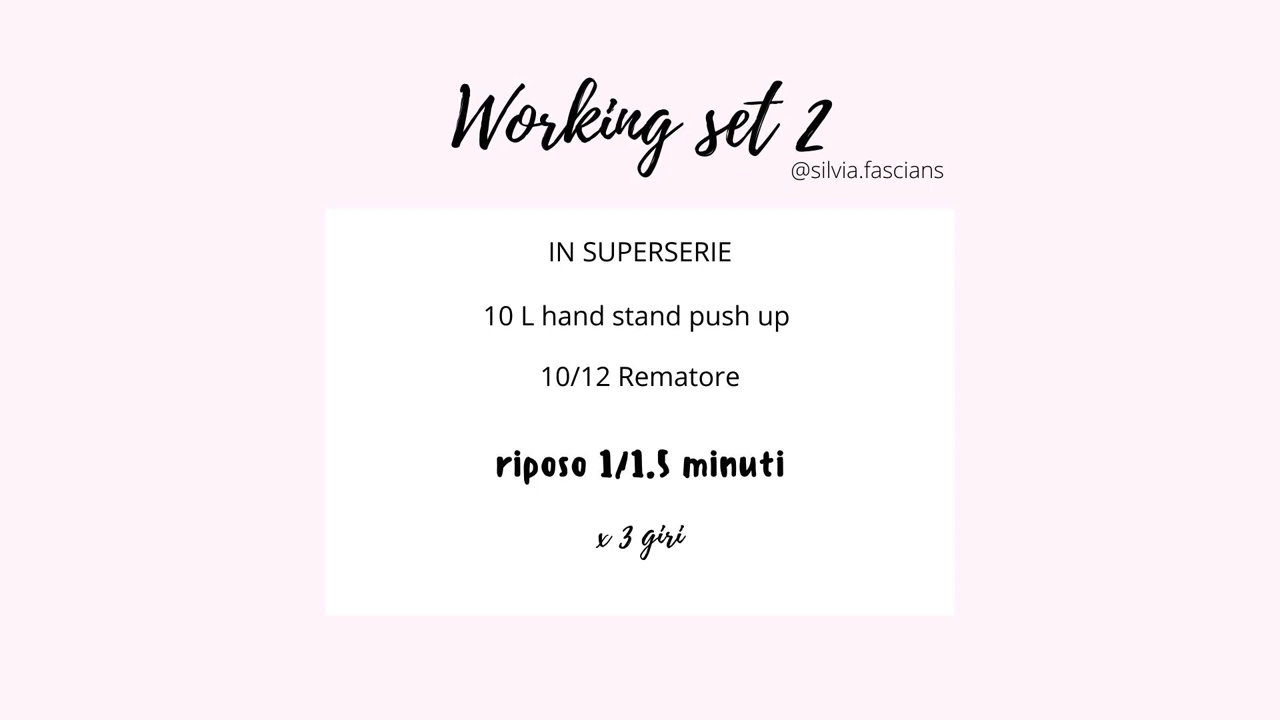 Working set 2
@silvia.fascians
IN SUPERSERIE
10 L hand stand push up
10/12 Rematore
riposo 1/1.5 minuti
x 3 giri